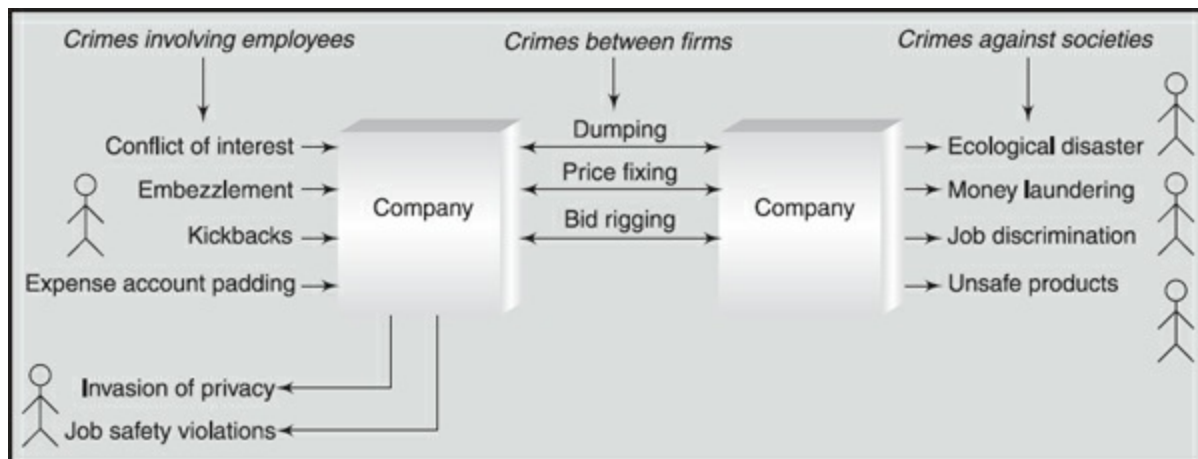 Crimes involving employees
Crimes between firms
Crimes against societies
Conflict of interest
Embezzlement
Kickbacks
Expense account padding
Company
Dumping
Price fixing
Bid rigging
Company
Ecological disaster
Money laundering
Job discrimination
Unsafe products
Invasion of privacy
Job safety violations